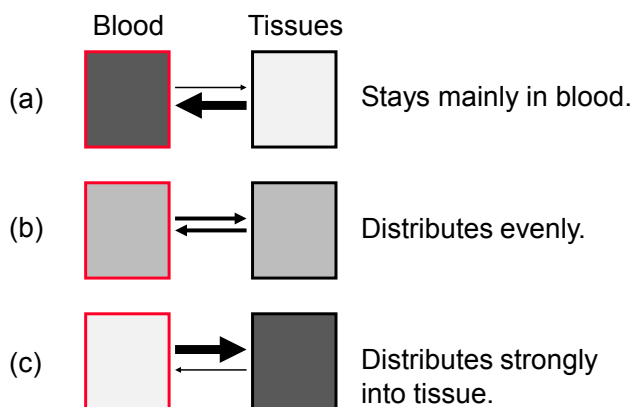 Blood Tissues
(a) Stays mainly in blood.
(b) Distributes evenly.
(c) Distributes strongly
into tissue.